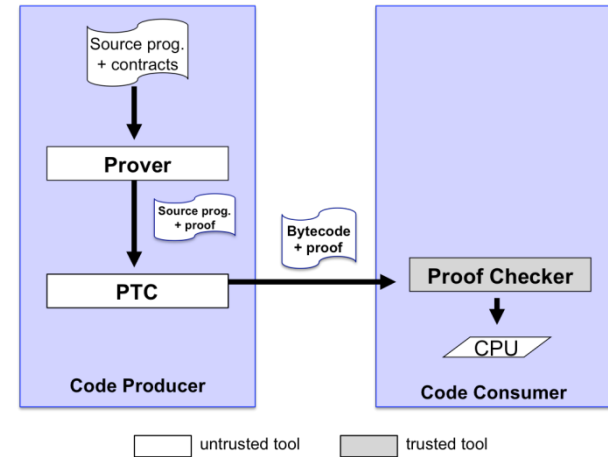 Source prog.
+ contracts
Prover
Source prog.
+ proof
PTC
Code Producer
Bytecode
+ proof
Proof Checker
CPU
Code Consumer
untrusted tool
trusted tool